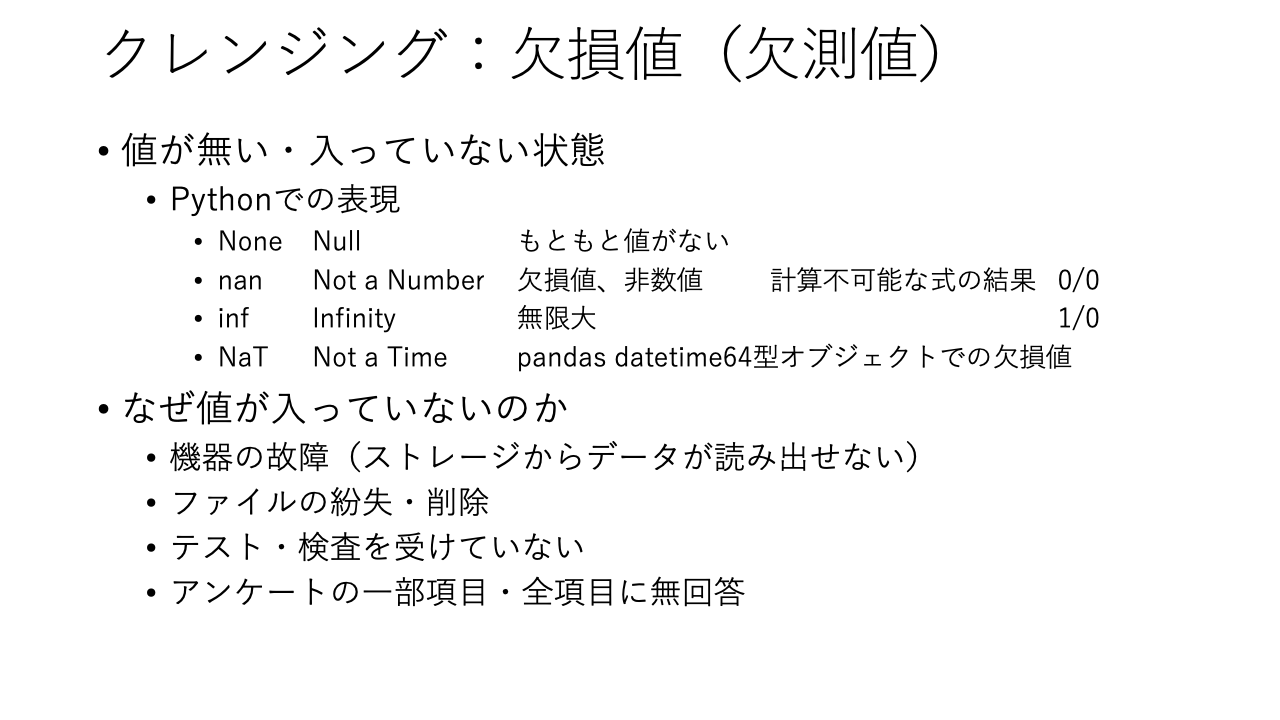 クレンジング：欠損値（欠測値）
• 値が無い・入っていない状態
• Pythonでの表現
• None Null もともと値がない
• nan Not a Number 欠損値、非数値 計算不可能な式の結果 0/0
• inf Infinity 無限大 1/0
• NaT Not a Time pandas datetime64型オブジェクトでの欠損値
• なぜ値が入っていないのか
• 機器の故障（ストレージからデータが読み出せない）
• ファイルの紛失・削除
• テスト・検査を受けていない
• アンケートの一部項目・全項目に無回答